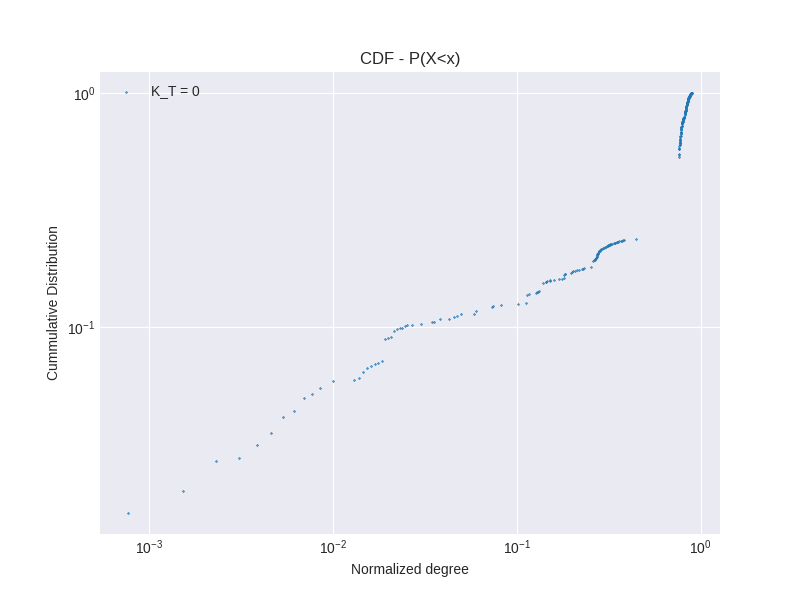 CDF - P(X<x)
K_T = 0
Cummulative Distribution
10⁰
10⁻¹
10⁻³
10⁻²
10⁻¹
10⁰
Normalized degree